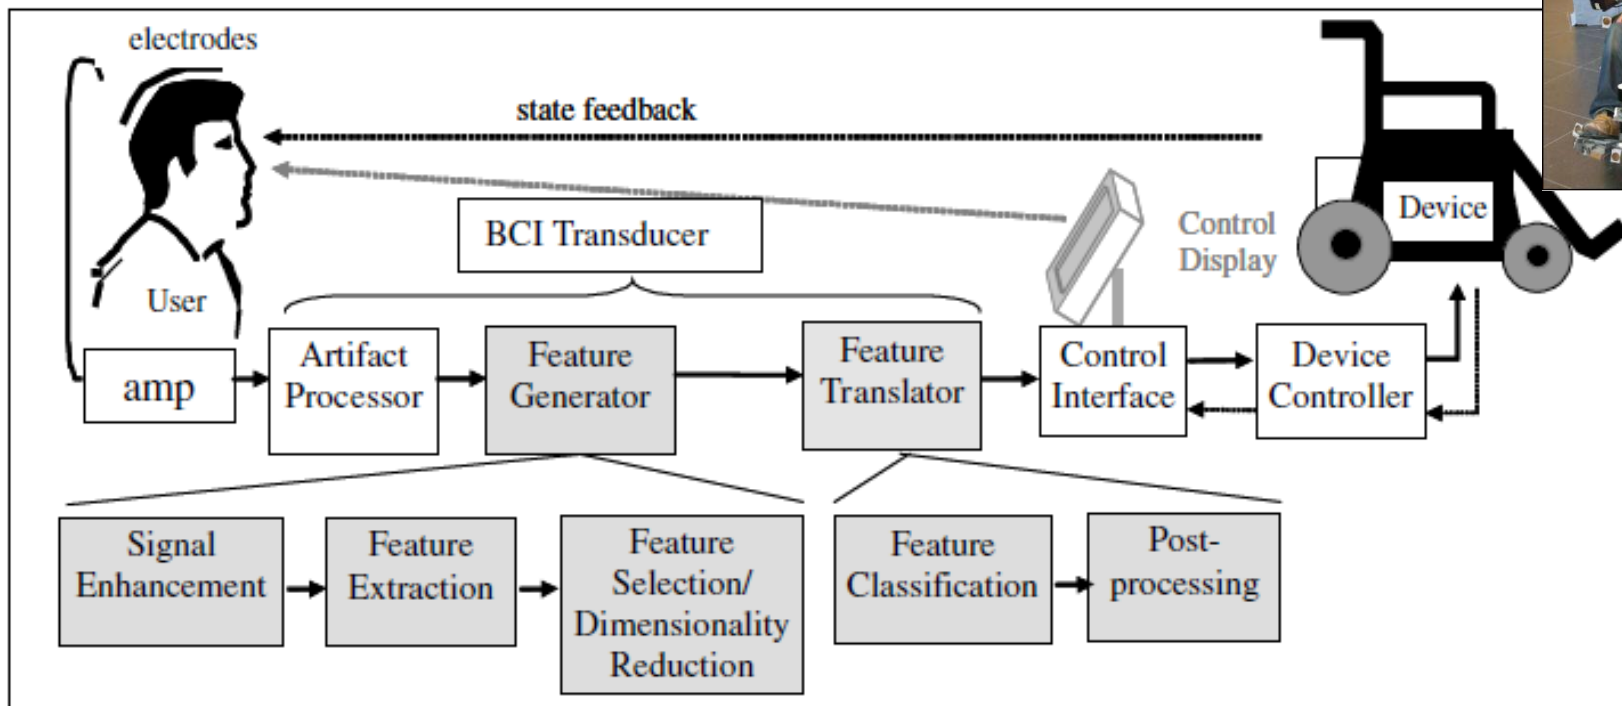 electrodes
state feedback
BCI Transducer
Control
Display
Device
User
amp
Artifact
Processor
Feature
Generator
Feature
Translator
Control
Interface
Device
Controller
Signal
Enhancement
Feature
Extraction
Feature
Selection/
Dimensionality
Reduction
Feature
Classification
Post-
processing